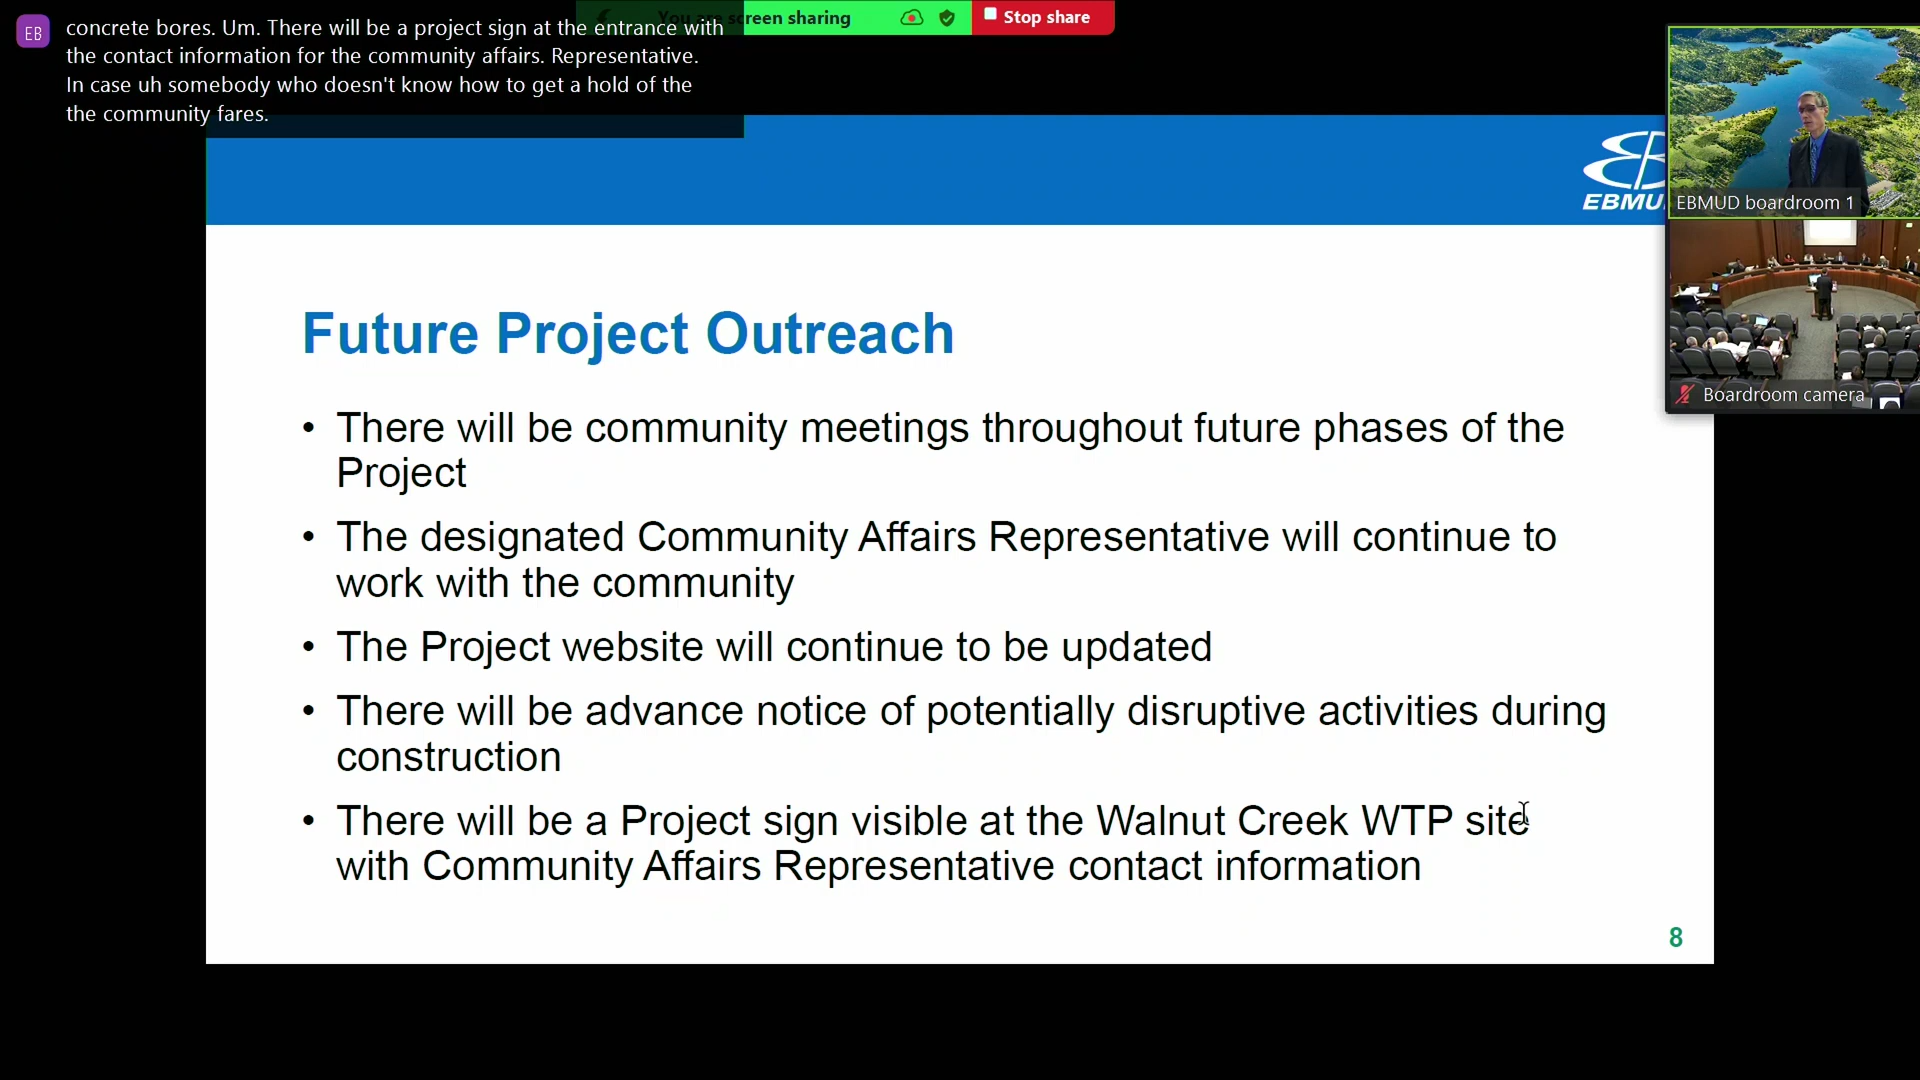 EB
concrete bores. Um. There will be a project sign at the entrance with
the contact information for the community affairs. Representative.
In case uh somebody who doesn't know how to get a hold of the
the community fares.
You are screen sharing
Stop share
EBMU
EBMUD boardroom 1
Boardroom camera
Future Project Outreach
• There will be community meetings throughout future phases of the
Project
• The designated Community Affairs Representative will continue to
work with the community
• The Project website will continue to be updated
• There will be advance notice of potentially disruptive activities during
construction
• There will be a Project sign visible at the Walnut Creek WTP site
with Community Affairs Representative contact information
8